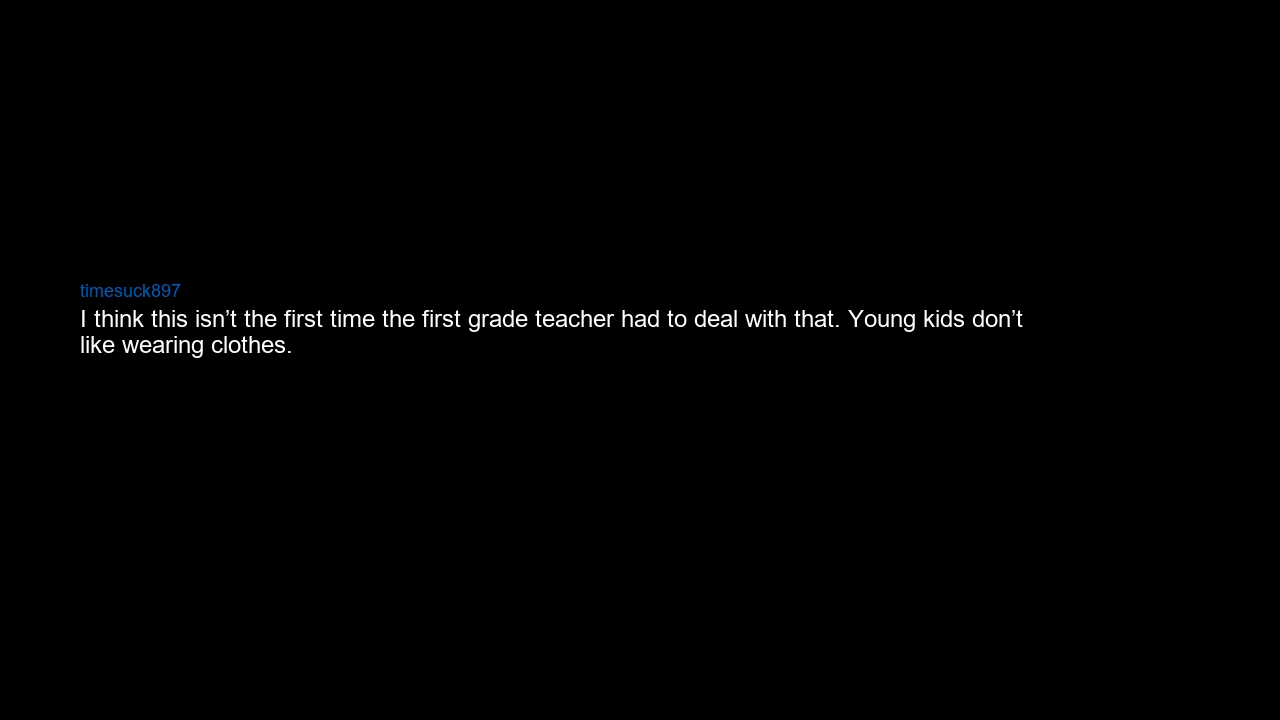 timesuck897
I think this isn’t the first time the first grade teacher had to deal with that. Young kids don’t
like wearing clothes.